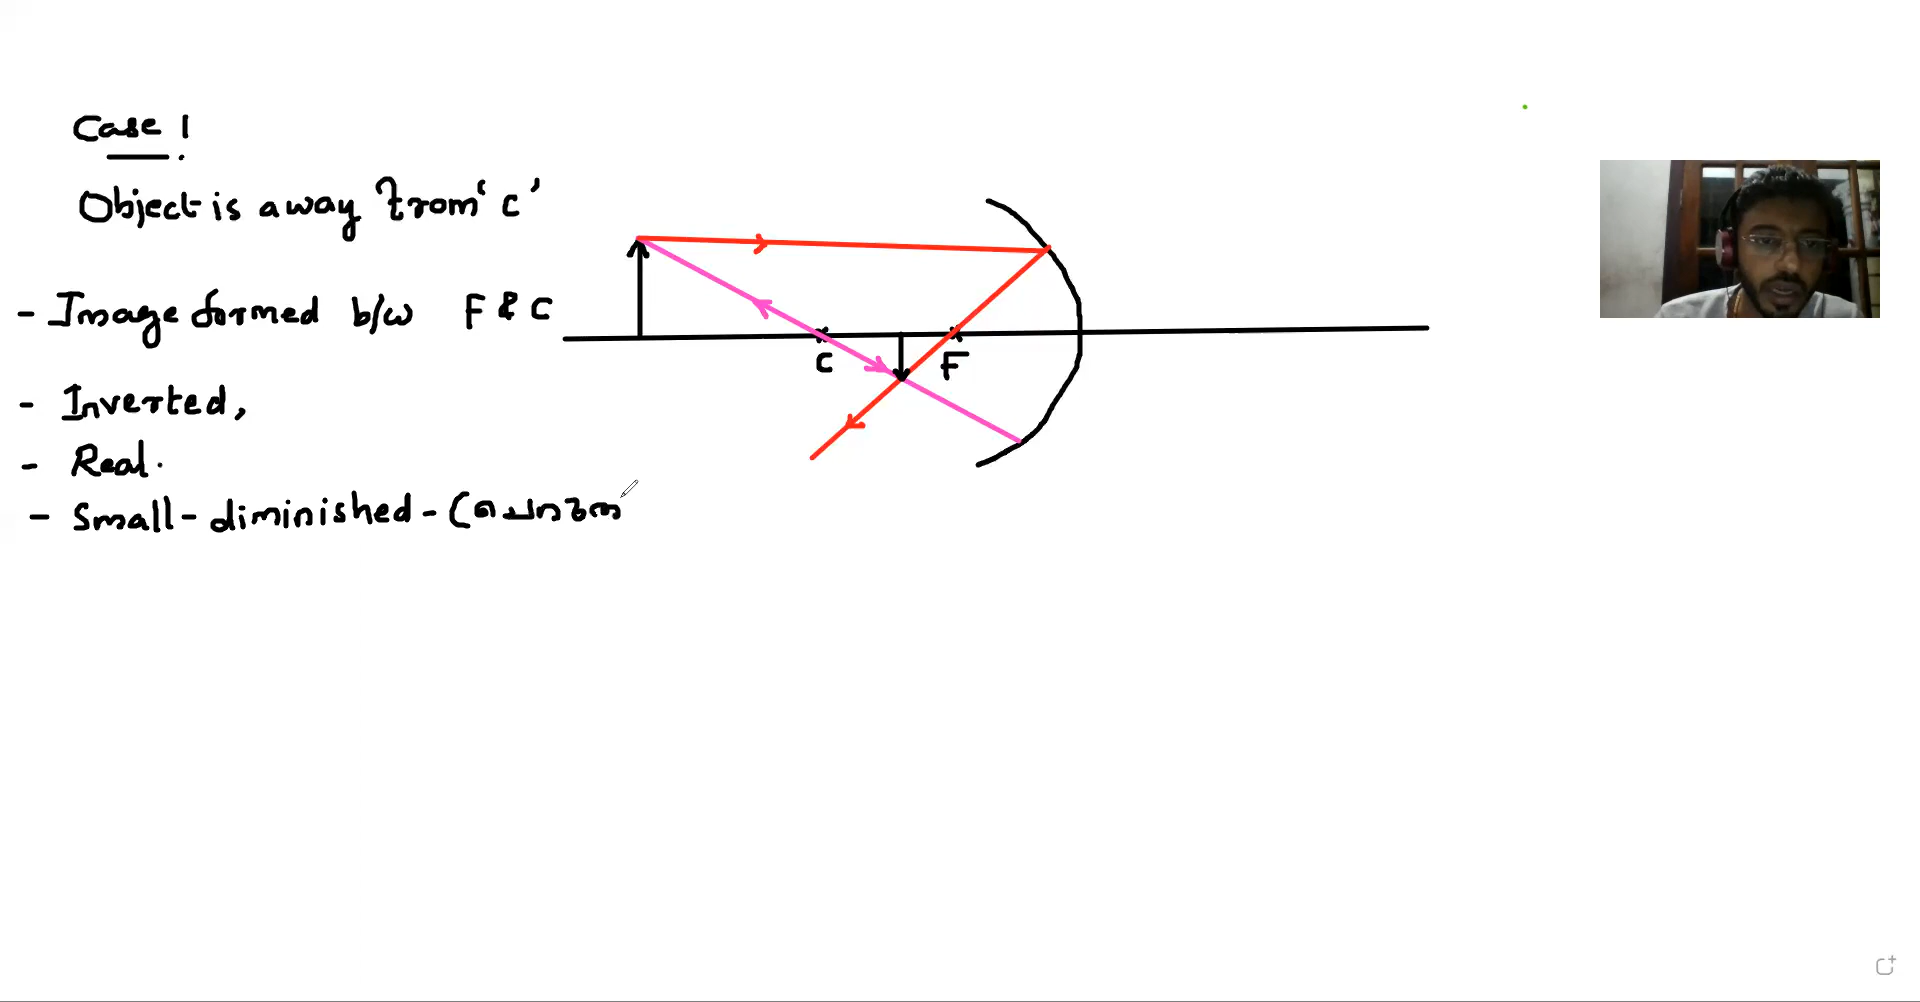 Case 1
Object is away from 'C'
- Image formed b/w F & C
- Inverted,
- Real.
- Small - diminished - (
C
F